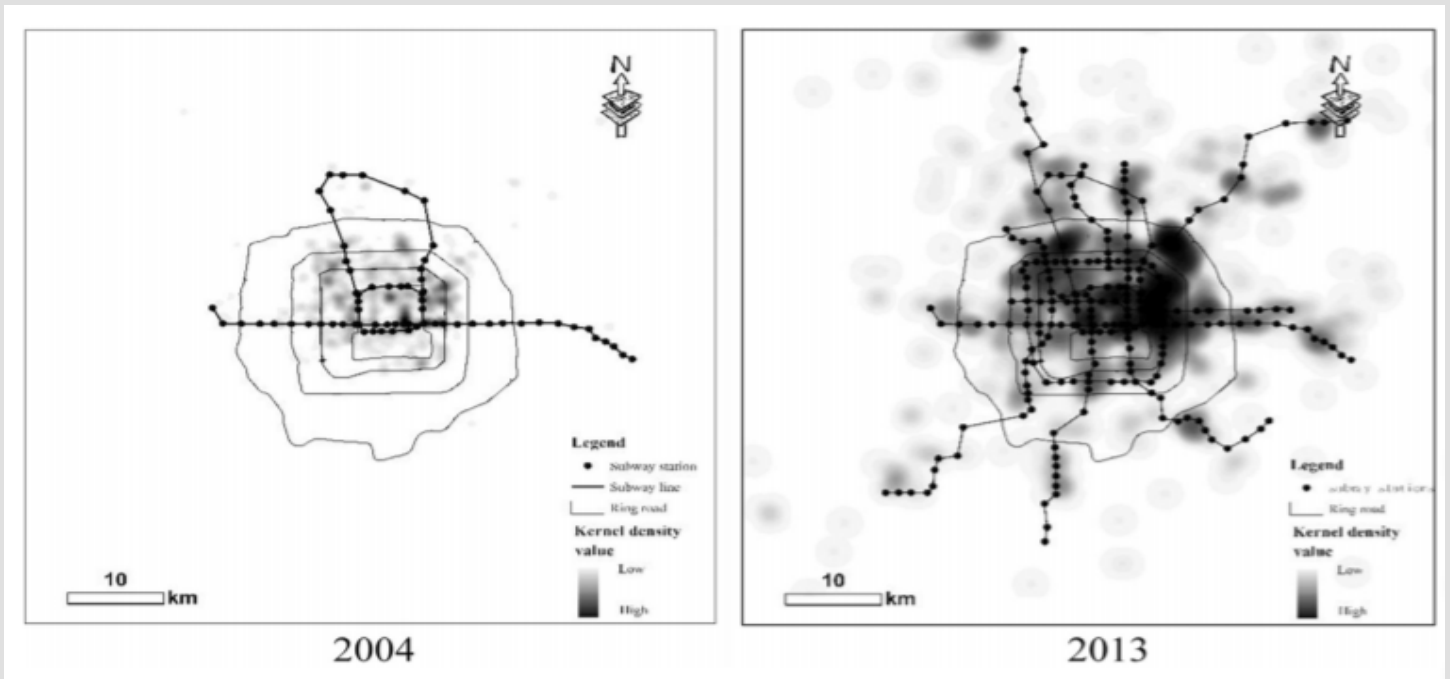 N
Legend
Subway station
Subway line
Ring road
Kernel density
value
Low
High
10
km
2004
N
Legend
Ring road
Kernel density
value
Low
High
10
km
2013